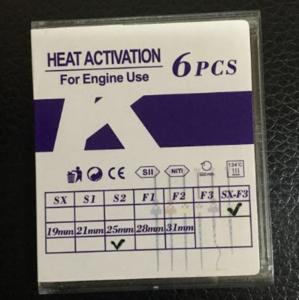 HEAT ACTIVATION
For Engine Use
6 PCS
K
CE SII NiTi 134°C
SX S1 S2 F1 F2 F3 SX-F3
19mm 21mm 25mm 28mm 31mm